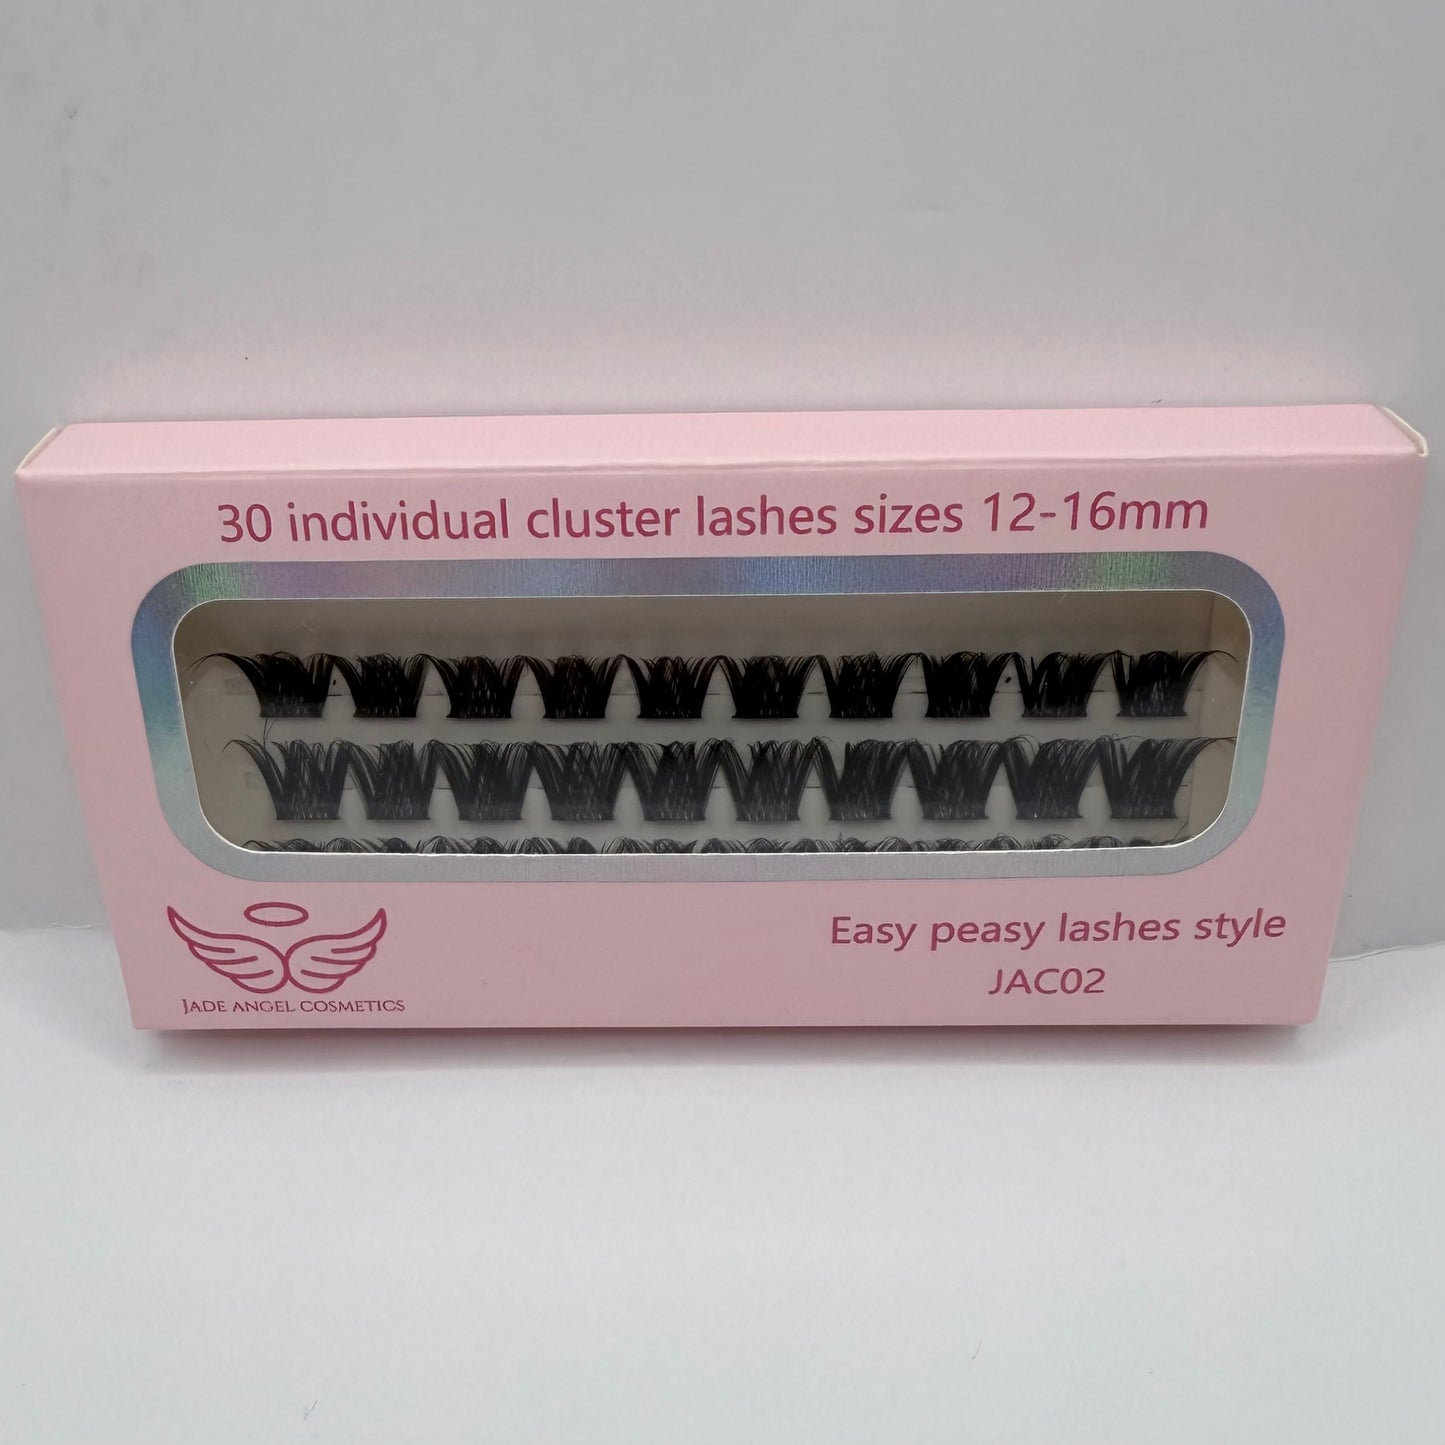 30 individual cluster lashes sizes 12-16mm
JADE ANGEL COSMETICS
Easy peasy lashes style
JAC02